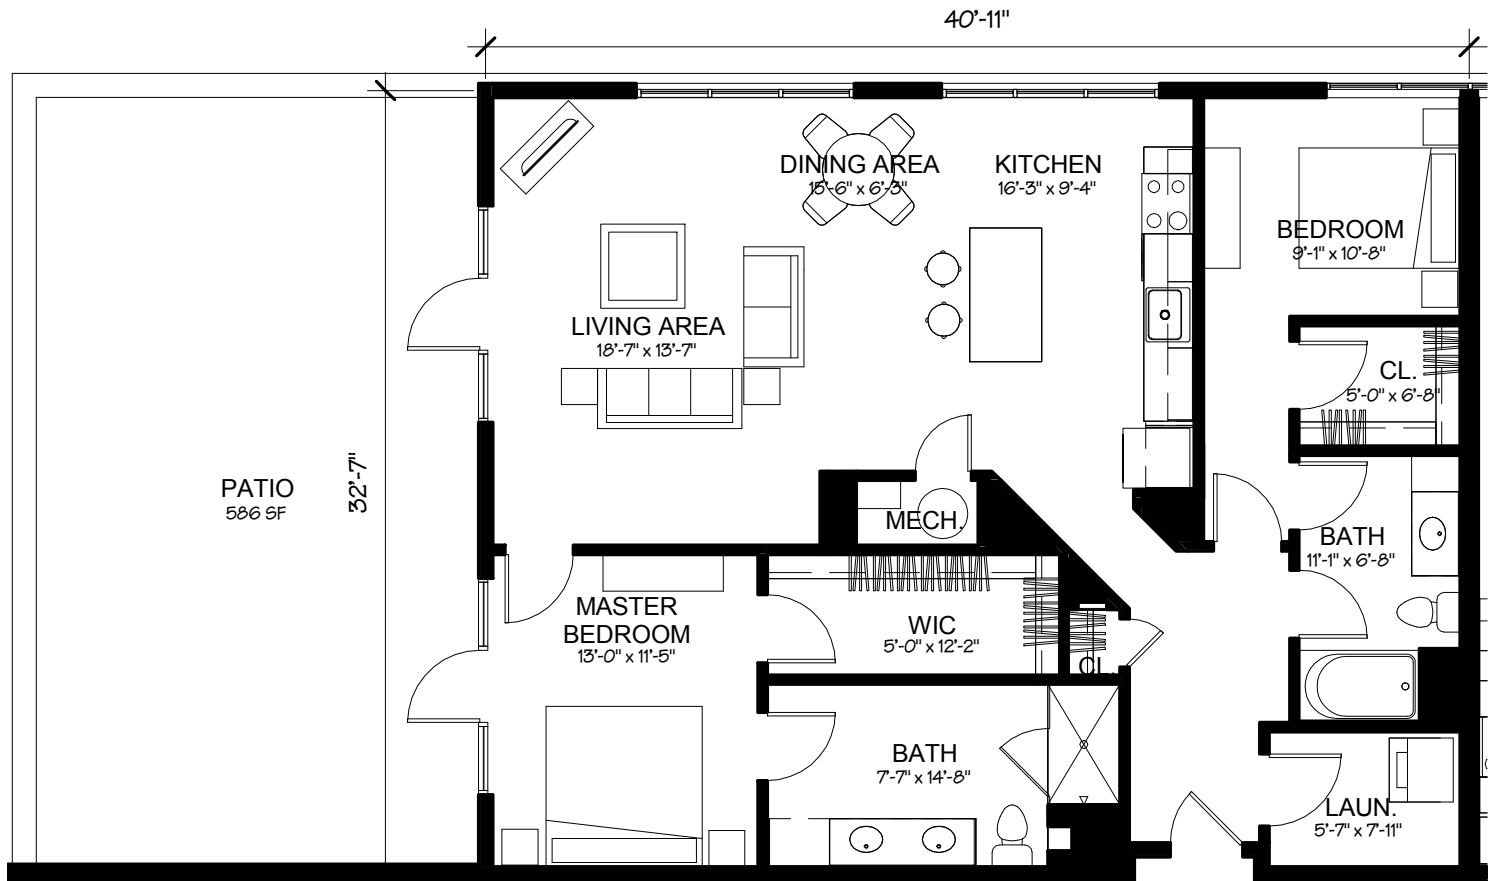 40'-11"
DINING AREA
15'-6" x 6'-3"
KITCHEN
16'-3" x 9'-4"
BEDROOM
9'-1" x 10'-8"
LIVING AREA
18'-7" x 13'-7"
CL.
5'-0" x 6'-8"
PATIO
586 SF
32'-7"
MECH.
BATH
11'-1" x 6'-8"
MASTER
BEDROOM
13'-0" x 11'-5"
WIC
5'-0" x 12'-2"
CL.
BATH
7'-7" x 14'-8"
LAUN.
5'-7" x 7'-11"